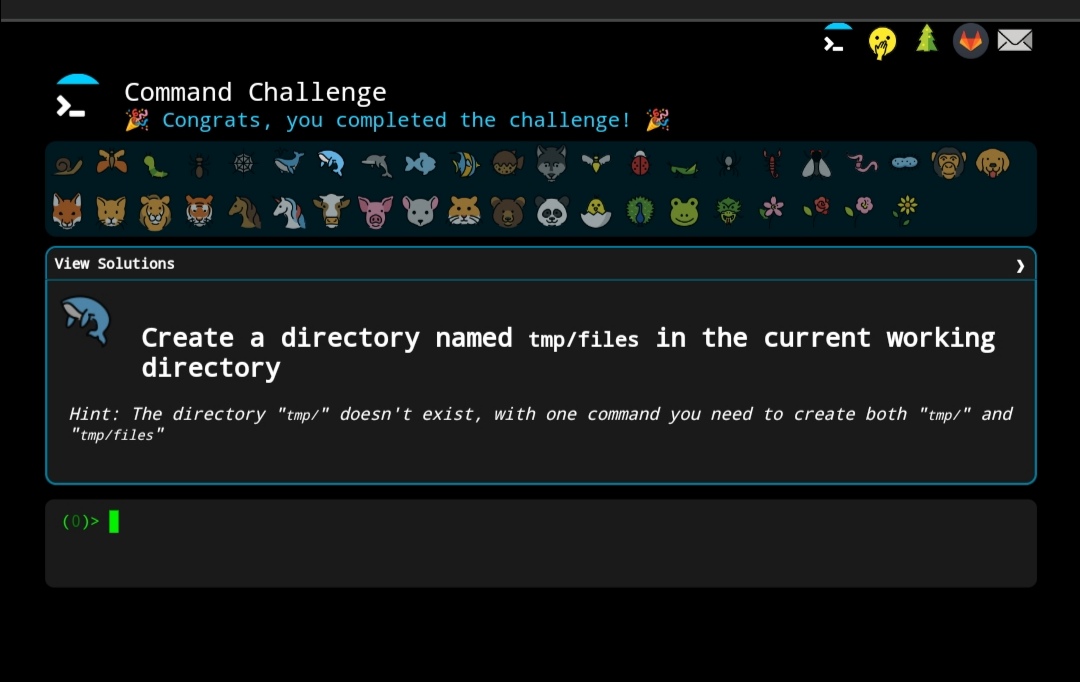 Command Challenge
🎉 Congrats, you completed the challenge! 🎉
View Solutions ❯
Create a directory named tmp/files in the current working
directory
Hint: The directory "tmp/" doesn't exist, with one command you need to create both "tmp/" and
"tmp/files"
(0)>